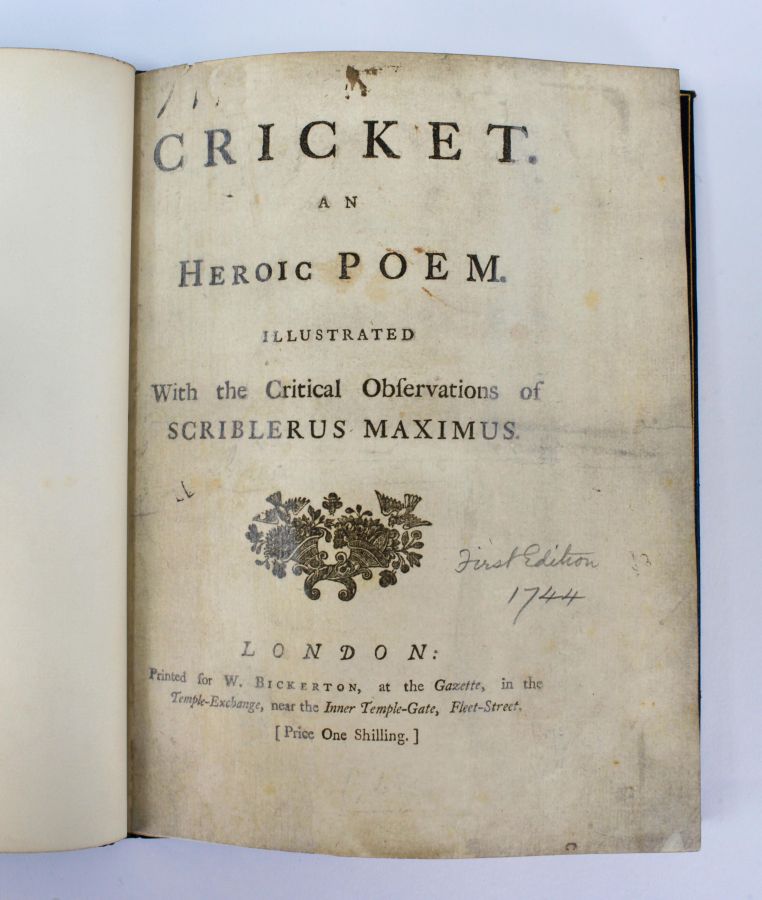 CRICKET.
AN
HEROIC POEM.
ILLUSTRATED
With the Critical Obſervations of
SCRIBLERUS MAXIMUS.
First Edition
1744
LONDON:
Printed for W. BICKERTON, at the Gazette, in the
Temple-Exchange, near the Inner Temple-Gate, Fleet-Street.
[Price One Shilling.]